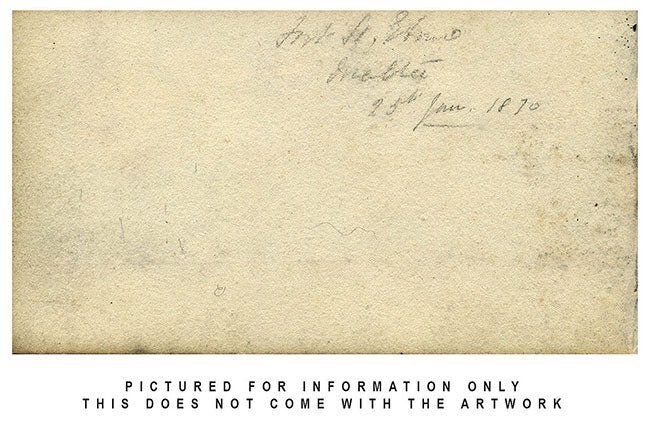 Fort St. Elmo
Malta
25th Jan. 1870
PICTURED FOR INFORMATION ONLY
THIS DOES NOT COME WITH THE ARTWORK